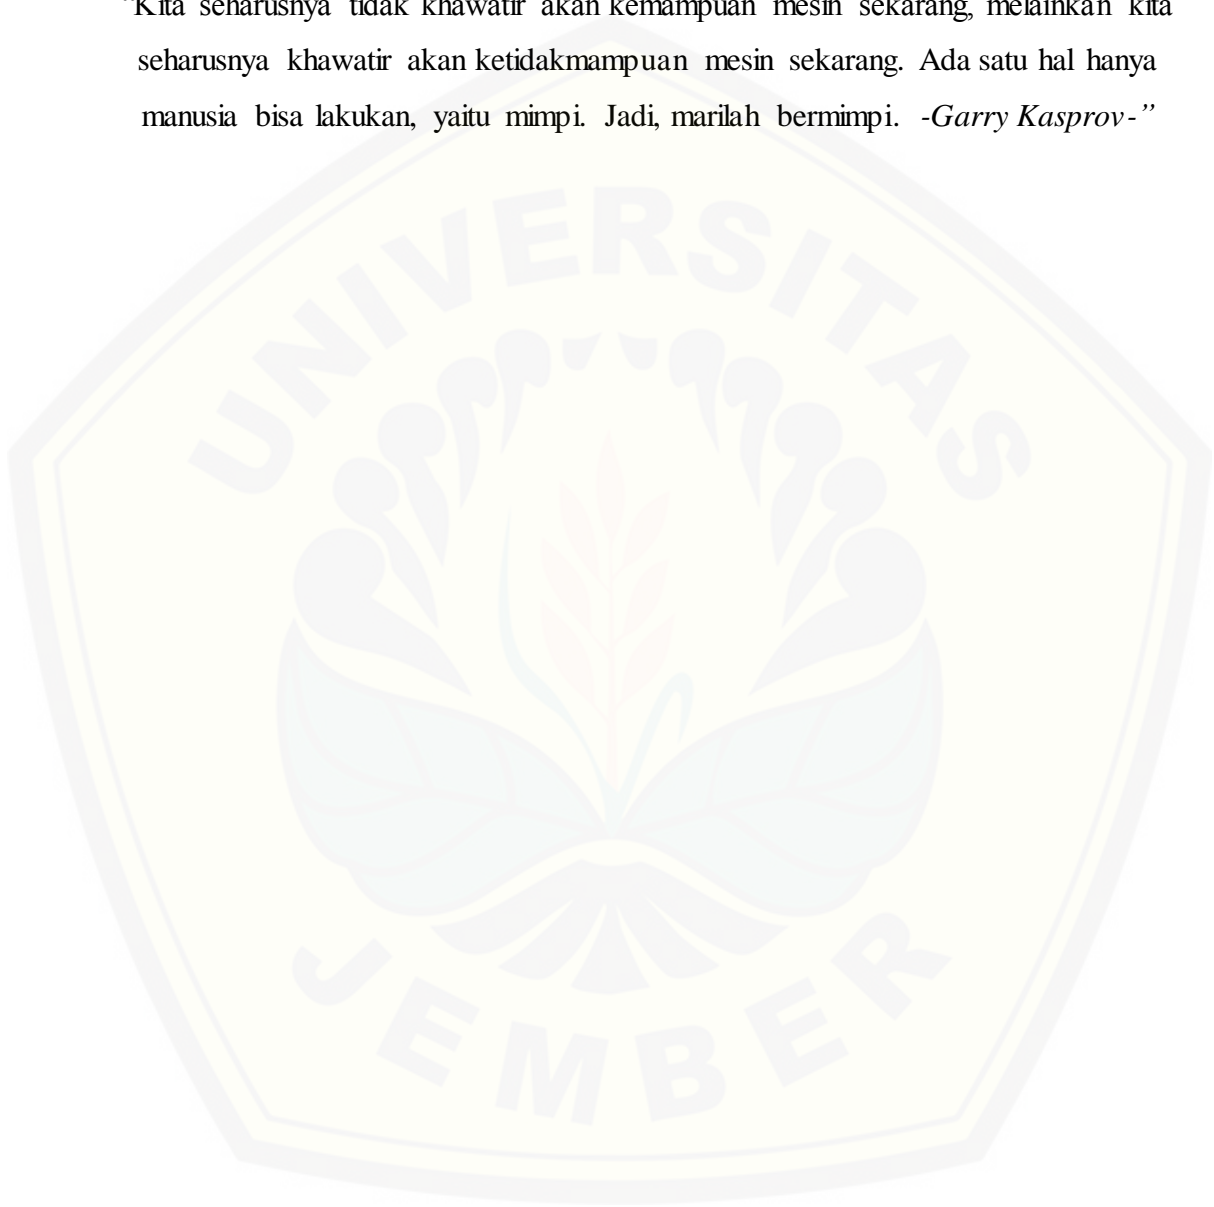 “Kita seharusnya tidak khawatir akan kemampuan mesin sekarang, melainkan kita
seharusnya khawatir akan ketidakmampuan mesin sekarang. Ada satu hal hanya
manusia bisa lakukan, yaitu mimpi. Jadi, marilah bermimpi. -Garry Kasprov-”
UNIVERSITAS
JEMBER